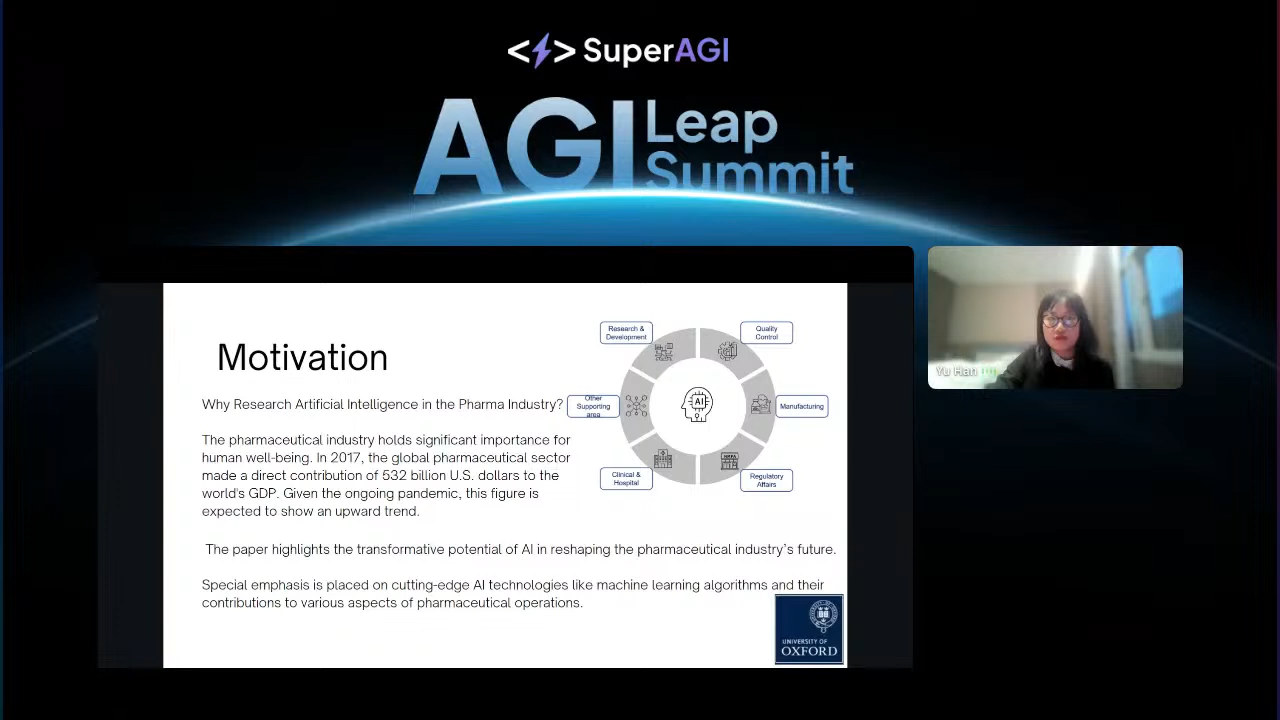 <> SuperAGI
AGI Leap
Summit
Motivation
Why Research Artificial Intelligence in the Pharma Industry?
The pharmaceutical industry holds significant importance for
human well-being. In 2017, the global pharmaceutical sector
made a direct contribution of 532 billion U.S. dollars to the
world's GDP. Given the ongoing pandemic, this figure is
expected to show an upward trend.
The paper highlights the transformative potential of AI in reshaping the pharmaceutical industry's future.
Special emphasis is placed on cutting-edge AI technologies like machine learning algorithms and their
contributions to various aspects of pharmaceutical operations.
Research &
Development
Quality
Control
Other
Supporting
area
AI
Manufacturing
Clinical &
Hospital
Regulatory
Affairs
UNIVERSITY OF
OXFORD
Yu Han